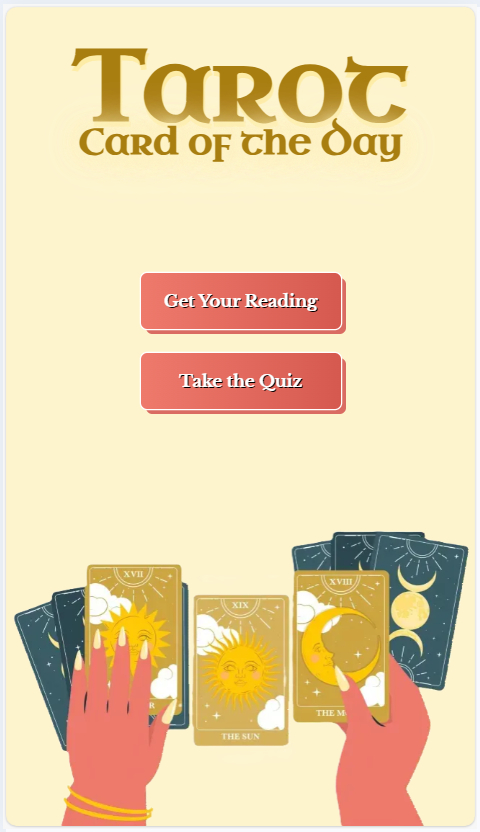 Tarot
Card of the Day
Get Your Reading
Take the Quiz
XVII
XIX
XVIII
THE SUN
THE M
R